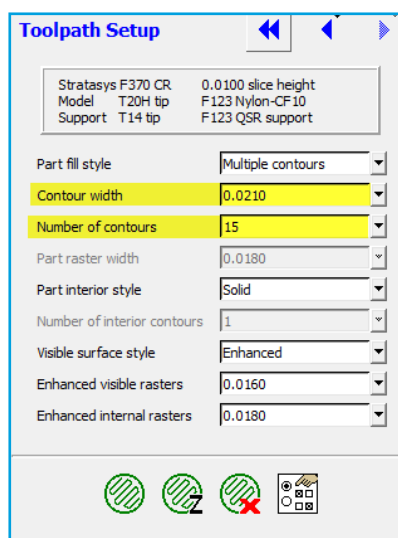 Toolpath Setup
Stratasys F370 CR 0.0100 slice height
Model T20H tip F123 Nylon-CF10
Support T14 tip F123 QSR support
Part fill style Multiple contours
Contour width 0.0210
Number of contours 15
Part raster width 0.0180
Part interior style Solid
Number of interior contours 1
Visible surface style Enhanced
Enhanced visible rasters 0.0160
Enhanced internal rasters 0.0180
Z